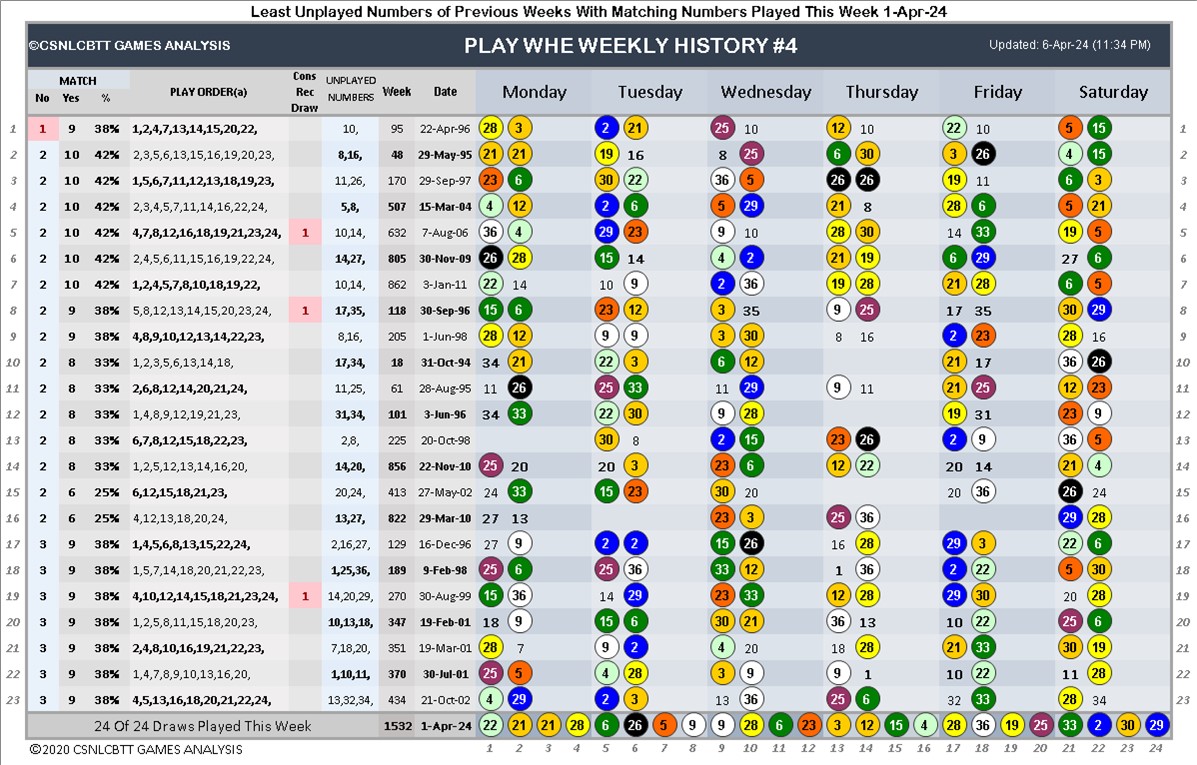 Least Unplayed Numbers of Previous Weeks With Matching Numbers Played This Week 1-Apr-24
©CSNLCBTT GAMES ANALYSIS PLAY WHE WEEKLY HISTORY #4 Updated: 6-Apr-24 (11:34 PM)
MATCH Cons
No Yes % PLAY ORDER(a) Rec UNPLAYED NUMBERS Week Date Monday Tuesday Wednesday Thursday Friday Saturday
Draw
1 1 9 38% 1,2,4,7,13,14,15,20,22, 10, 95 22-Apr-96 28 3 2 21 25 10 12 10 22 10 5 15 1
2 2 10 42% 2,3,5,6,13,15,16,19,20,23, 8,16, 48 29-May-95 21 21 19 16 8 25 6 30 3 26 4 15 2
3 2 10 42% 1,5,6,7,11,12,13,18,19,23, 11,26, 170 29-Sep-97 23 6 30 22 36 5 26 26 19 11 6 3 3
4 2 10 42% 2,3,4,5,7,11,14,16,22,24, 5,8, 507 15-Mar-04 4 12 2 6 5 29 21 8 28 6 5 21 4
5 2 10 42% 4,7,8,12,16,18,19,21,23,24, 1 10,14, 632 7-Aug-06 36 4 29 23 9 10 28 30 14 33 19 5 5
6 2 10 42% 2,4,5,6,11,15,16,19,22,24, 14,27, 805 30-Nov-09 26 28 15 14 4 2 21 19 6 29 27 6 6
7 2 10 42% 1,2,4,5,7,8,10,18,19,22, 10,14, 862 3-Jan-11 22 14 10 9 2 36 19 28 21 28 6 5 7
8 2 9 38% 5,8,12,13,14,15,20,23,24, 1 17,35, 118 30-Sep-96 15 6 23 12 3 35 9 25 17 35 30 29 8
9 2 9 38% 4,8,9,10,12,13,14,22,23, 8,16, 205 1-Jun-98 28 12 9 9 3 30 8 16 2 23 28 16 9
10 2 8 33% 1,2,3,5,6,13,14,18, 17,34, 18 31-Oct-94 34 21 22 3 6 12 21 17 36 26 10
11 2 8 33% 2,6,8,12,14,20,21,24, 11,25, 61 28-Aug-95 11 26 25 33 11 29 9 11 21 25 12 23 11
12 2 8 33% 1,4,8,9,12,19,21,23, 31,34, 101 3-Jun-96 34 33 22 30 9 28 19 31 23 9 12
13 2 8 33% 6,7,8,12,15,18,22,23, 2,8, 225 20-Oct-98 30 8 2 15 23 26 2 9 36 5 13
14 2 8 33% 1,2,5,12,13,14,16,20, 14,20, 856 22-Nov-10 25 20 20 3 23 6 12 22 20 14 21 4 14
15 2 6 25% 6,12,15,18,21,23, 20,24, 413 27-May-02 24 33 15 23 30 20 20 36 26 24 15
16 2 6 25% 4,12,13,18,20,24, 13,27, 822 29-Mar-10 27 13 23 3 25 36 29 28 16
17 3 9 38% 1,4,5,6,8,13,15,22,24, 2,16,27, 129 16-Dec-96 27 9 2 2 15 26 16 28 29 3 22 6 17
18 3 9 38% 1,5,7,14,18,20,21,22,23, 1,25,36, 189 9-Feb-98 25 6 25 36 33 12 1 36 2 22 5 30 18
19 3 9 38% 4,10,12,14,15,18,21,23,24, 1 14,20,29, 270 30-Aug-99 15 36 14 29 23 33 12 28 29 30 20 28 19
20 3 9 38% 1,2,5,8,11,15,18,20,23, 10,13,18, 347 19-Feb-01 18 9 15 6 30 21 36 13 10 22 25 6 20
21 3 9 38% 2,4,8,10,16,19,21,22,23, 7,18,20, 351 19-Mar-01 28 7 9 2 4 20 18 28 21 33 30 19 21
22 3 9 38% 1,4,7,8,9,10,13,16,20, 1,10,11, 370 30-Jul-01 25 5 4 28 3 9 9 1 10 22 11 28 22
23 3 9 38% 4,5,13,16,18,20,21,22,24, 13,32,34, 434 21-Oct-02 4 29 2 3 13 36 25 6 32 33 28 34 23
24 Of 24 Draws Played This Week 1532 1-Apr-24 22 21 21 28 6 26 5 9 9 28 6 23 3 12 15 4 28 36 19 25 33 2 30 29
©2020 CSNLCBTT GAMES ANALYSIS 1 2 3 4 5 6 7 8 9 10 11 12 13 14 15 16 17 18 19 20 21 22 23 24